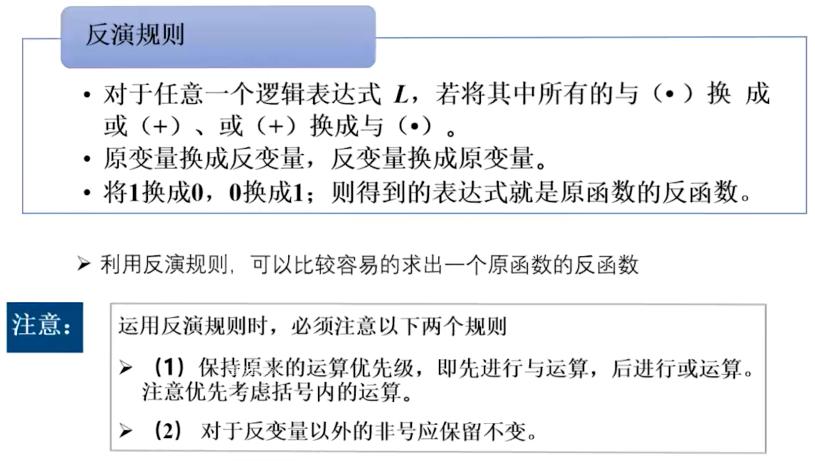 反演规则
• 对于任意一个逻辑表达式 L，若将其中所有的与（•）换 成
或（+）、或（+）换成与（•）。
• 原变量换成反变量，反变量换成原变量。
• 将1换成0，0换成1；则得到的表达式就是原函数的反函数。
➢ 利用反演规则，可以比较容易的求出一个原函数的反函数
注意：
运用反演规则时，必须注意以下两个规则
➢ （1）保持原来的运算优先级，即先进行与运算，后进行或运算。
注意优先考虑括号内的运算。
➢ （2） 对于反变量以外的非号应保留不变。